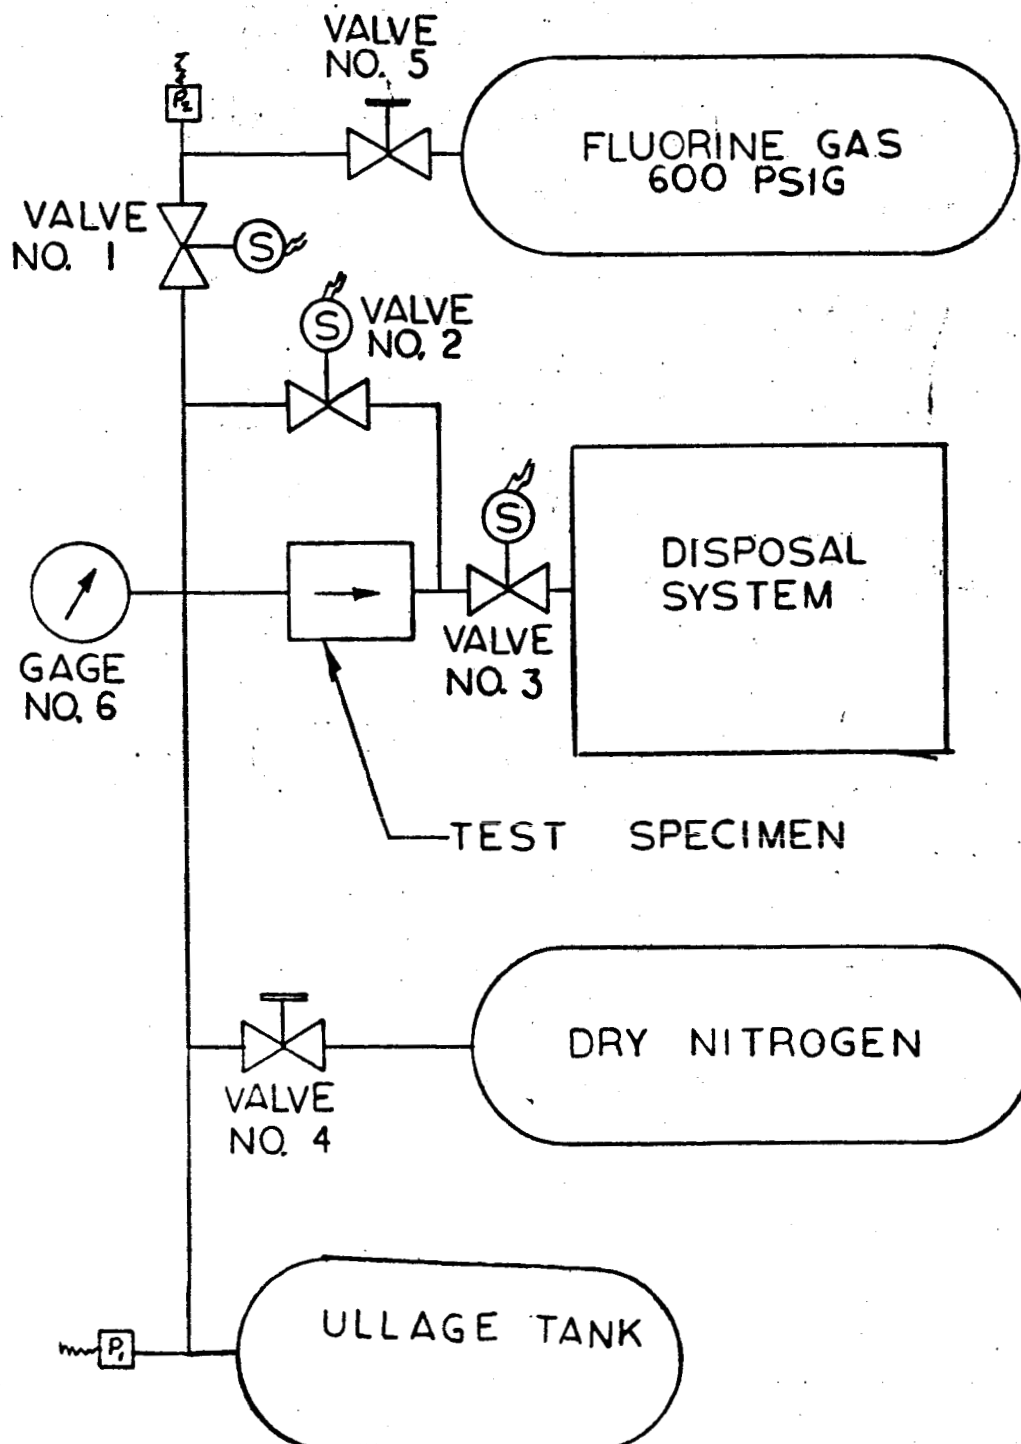 VALVE
NO. 5
P2
FLUORINE GAS
600 PSIG
VALVE
NO. 1
S
S
VALVE
NO. 2
S
DISPOSAL
SYSTEM
VALVE
NO. 3
GAGE
NO. 6
TEST SPECIMEN
DRY NITROGEN
VALVE
NO. 4
ULLAGE TANK
P1